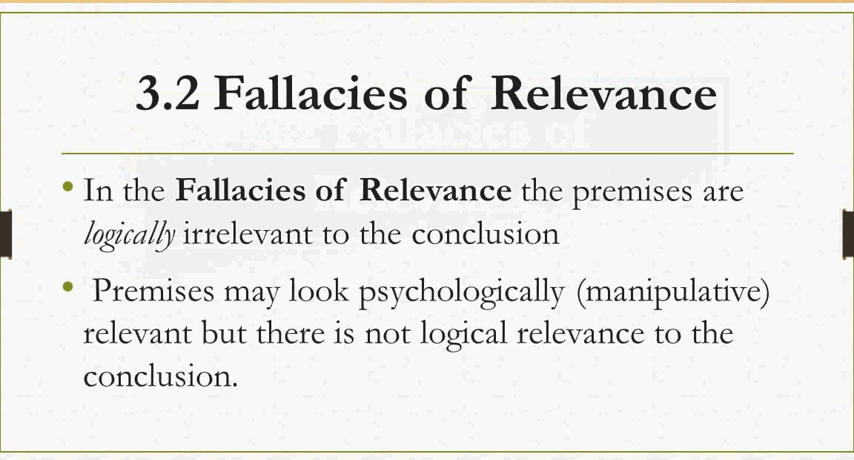 3.2 Fallacies of Relevance
• In the Fallacies of Relevance the premises are
logically irrelevant to the conclusion
• Premises may look psychologically (manipulative)
relevant but there is not logical relevance to the
conclusion.